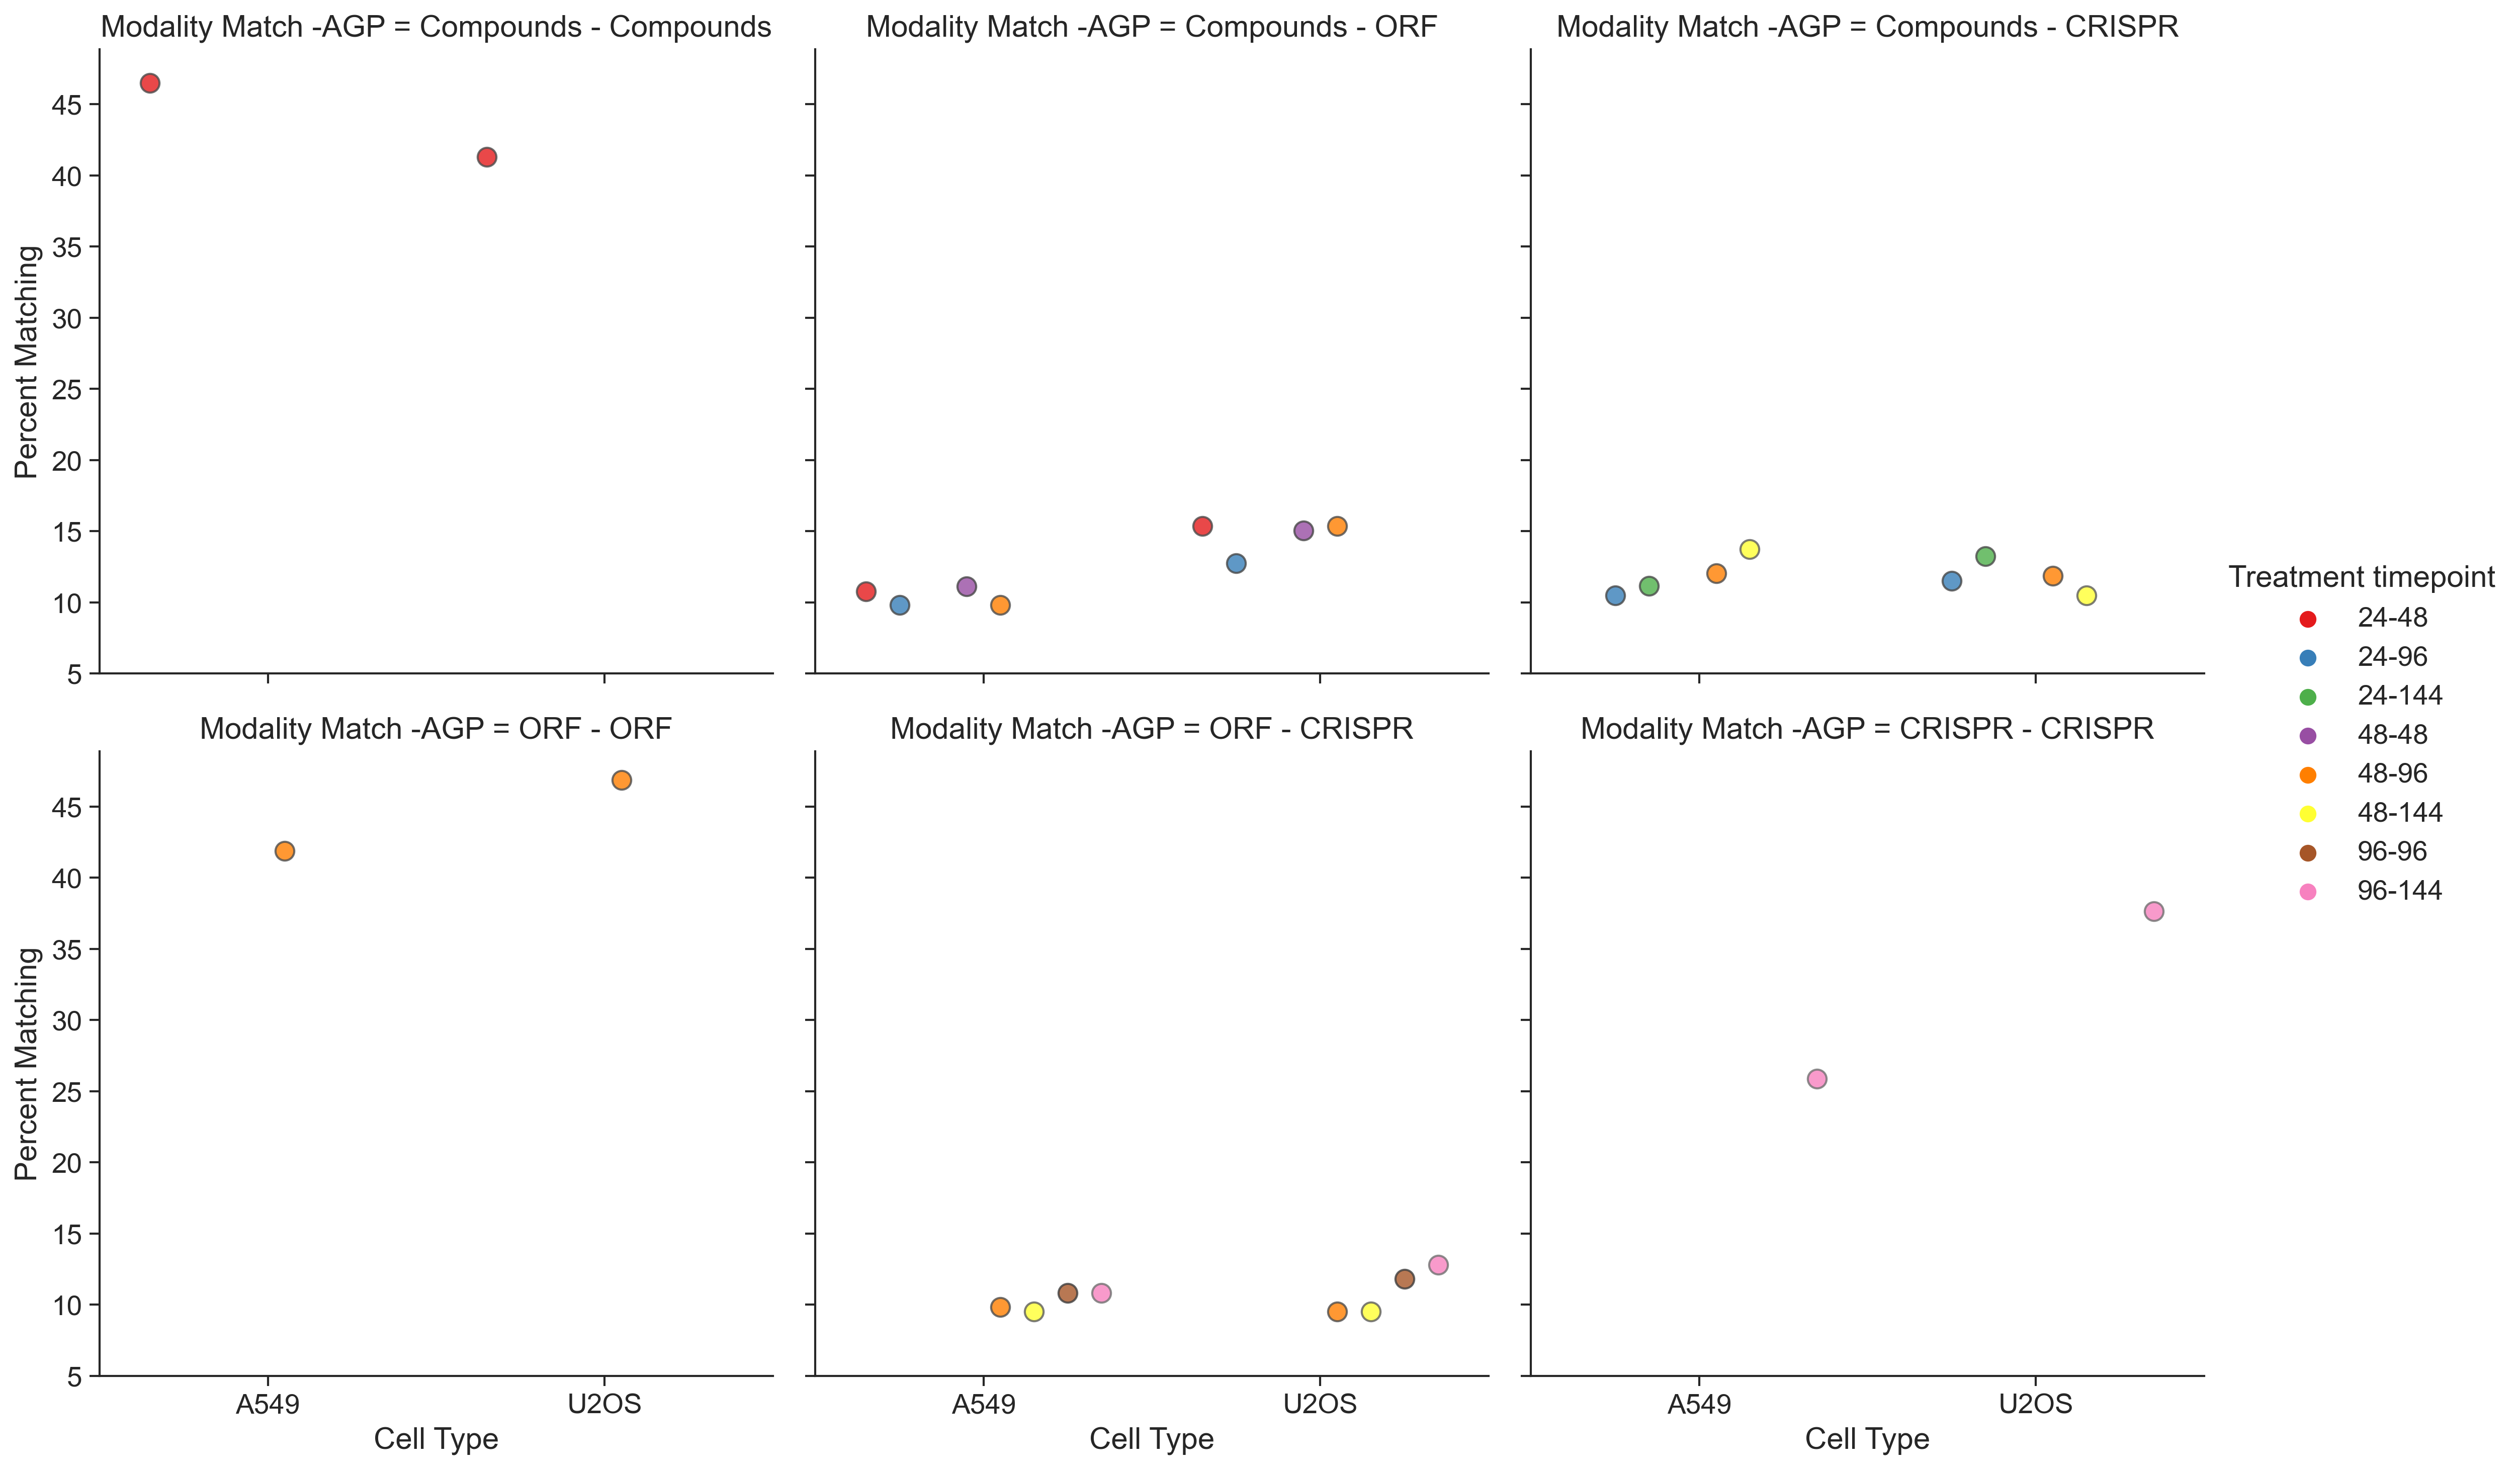 Modality Match -AGP = Compounds - Compounds
Modality Match -AGP = Compounds - ORF
Modality Match -AGP = Compounds - CRISPR
Percent Matching
45
40
35
30
25
20
15
10
5
Modality Match -AGP = ORF - ORF
Modality Match -AGP = ORF - CRISPR
Modality Match -AGP = CRISPR - CRISPR
Percent Matching
45
40
35
30
25
20
15
10
5
A549
U2OS
Cell Type
A549
U2OS
Cell Type
A549
U2OS
Cell Type
Treatment timepoint
24-48
24-96
24-144
48-48
48-96
48-144
96-96
96-144